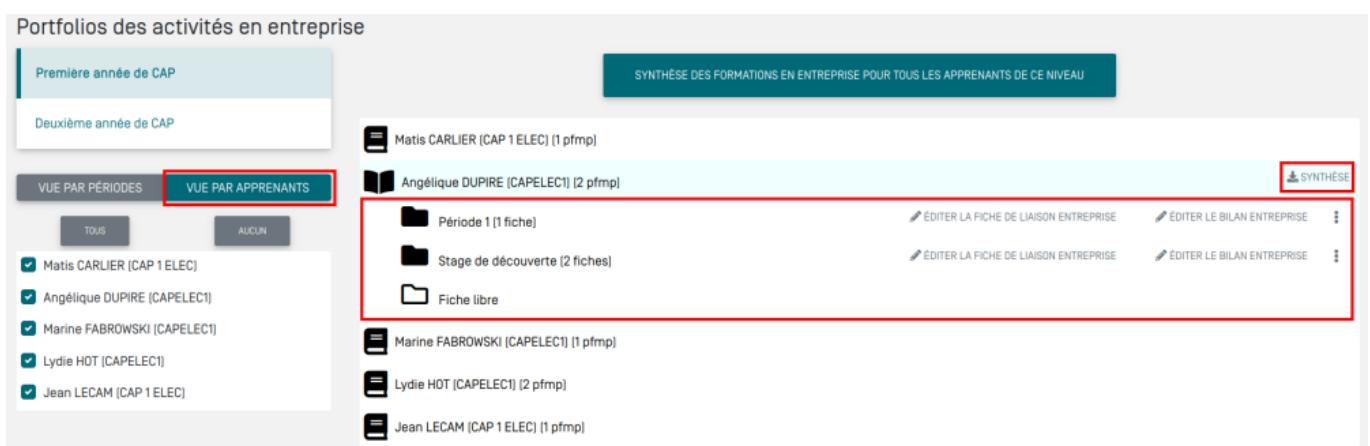 Portfolios des activités en entreprise
Première année de CAP
Deuxième année de CAP
VUE PAR PÉRIODES
VUE PAR APPRENANTS
TOUS
AUCUN
Matis CARLIER (CAP 1 ELEC)
Angélique DUPIRE (CAPELEC1)
Marine FABROWSKI (CAPELEC1)
Lydie HOT (CAPELEC1)
Jean LECAM (CAP 1 ELEC)
SYNTHÈSE DES FORMATIONS EN ENTREPRISE POUR TOUS LES APPRENANTS DE CE NIVEAU
Matis CARLIER (CAP 1 ELEC) (1 pfmp)
Angélique DUPIRE (CAPELEC1) (2 pfmp) SYNTHÈSE
Période 1 (1 fiche) ÉDITER LA FICHE DE LIAISON ENTREPRISE ÉDITER LE BILAN ENTREPRISE
Stage de découverte (2 fiches) ÉDITER LA FICHE DE LIAISON ENTREPRISE ÉDITER LE BILAN ENTREPRISE
Fiche libre
Marine FABROWSKI (CAPELEC1) (1 pfmp)
Lydie HOT (CAPELEC1) (2 pfmp)
Jean LECAM (CAP 1 ELEC) (1 pfmp)